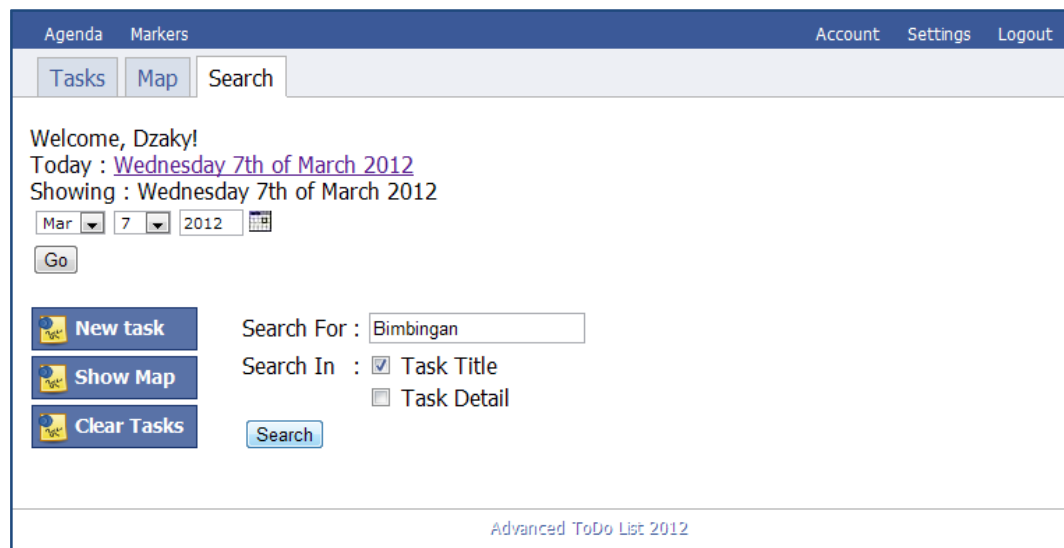 Agenda Markers Account Settings Logout
Tasks Map Search
Welcome, Dzaky!
Today : Wednesday 7th of March 2012
Showing : Wednesday 7th of March 2012
Mar 7 2012
Go
New task
Show Map
Clear Tasks
Search For : Bimbingan
Search In : Task Title
Task Detail
Search
Advanced ToDo List 2012